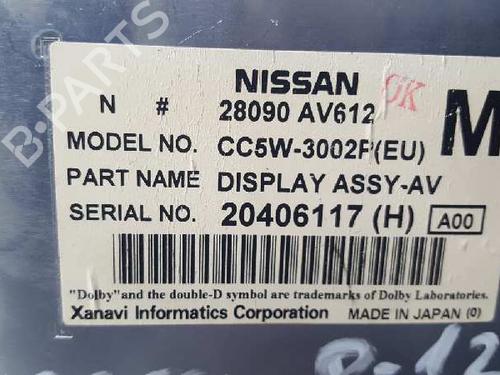 B-PARTS
NISSAN
OK
N # 28090 AV612
M
MODEL NO. CC5W-3002F(EU)
PART NAME DISPLAY ASSY-AV
SERIAL NO. 20406117 (H) A00
"Dolby"and the double-D symbol are trademarks of Dolby Laboratories.
Xanavi Informatics Corporation MADE IN JAPAN (0)